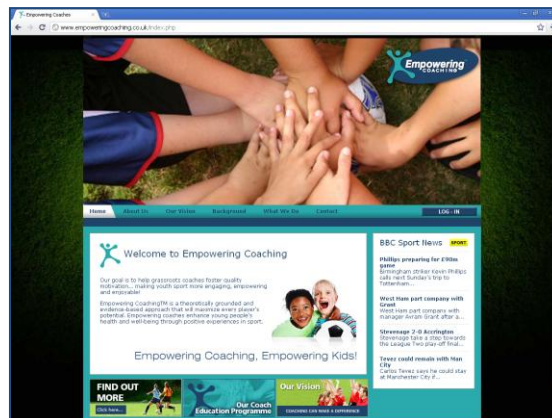 Empowering Coaches
www.empoweringcoaching.co.uk/index.php
Empowering
COACHING
Home About Us Our Vision Background What We Do Contact LOG - IN
Welcome to Empowering Coaching
Our goal is to help grassroots coaches foster quality
motivation... making youth sport more engaging, empowering
and enjoyable!
Empowering CoachingTM is a theoretically grounded and
evidence-based approach that will maximize every player's
potential. Empowering coaches enhance young people's
health and well-being through positive experiences in sport.
Empowering Coaching, Empowering Kids!
BBC Sport News SPORT
Phillips preparing for £90m
game
Birmingham striker Kevin Phillips
calls next Sunday's trip to
Tottenham...
West Ham part company with
Grant
West Ham part company with
manager Avram Grant after a...
Stevenage 2-0 Accrington
Stevenage take a step towards
the League Two play-off final...
Tevez could remain with Man
City
Carlos Tevez says he could stay
at Manchester City if...
FIND OUT
MORE
Click here...
Our Coach
Education Programme
Our Vision
COACHING CAN MAKE A DIFFERENCE